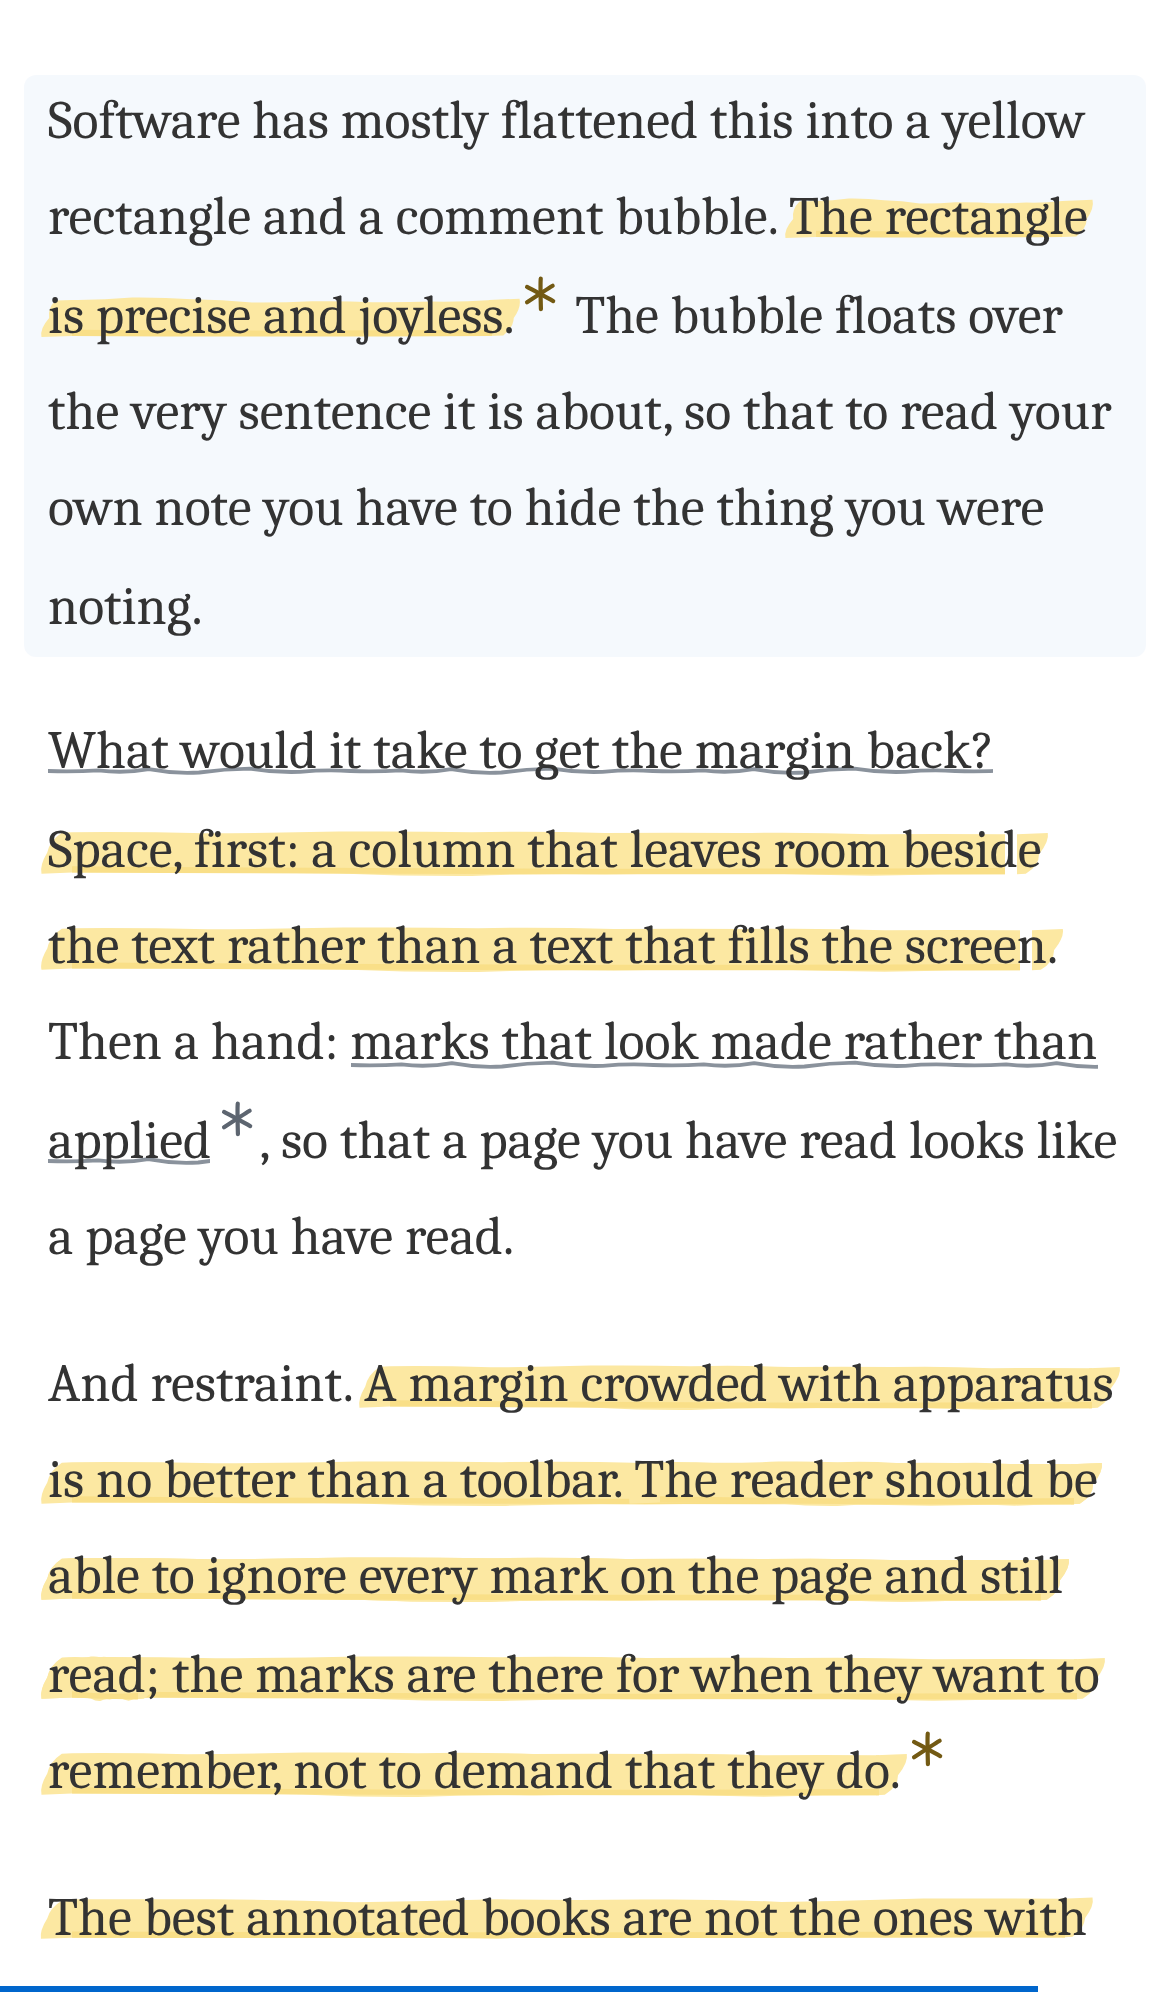 Software has mostly flattened this into a yellow
rectangle and a comment bubble. The rectangle
is precise and joyless.* The bubble floats over
the very sentence it is about, so that to read your
own note you have to hide the thing you were
noting.
What would it take to get the margin back?
Space, first: a column that leaves room beside
the text rather than a text that fills the screen.
Then a hand: marks that look made rather than
applied*, so that a page you have read looks like
a page you have read.
And restraint. A margin crowded with apparatus
is no better than a toolbar. The reader should be
able to ignore every mark on the page and still
read; the marks are there for when they want to
remember, not to demand that they do.*
The best annotated books are not the ones with